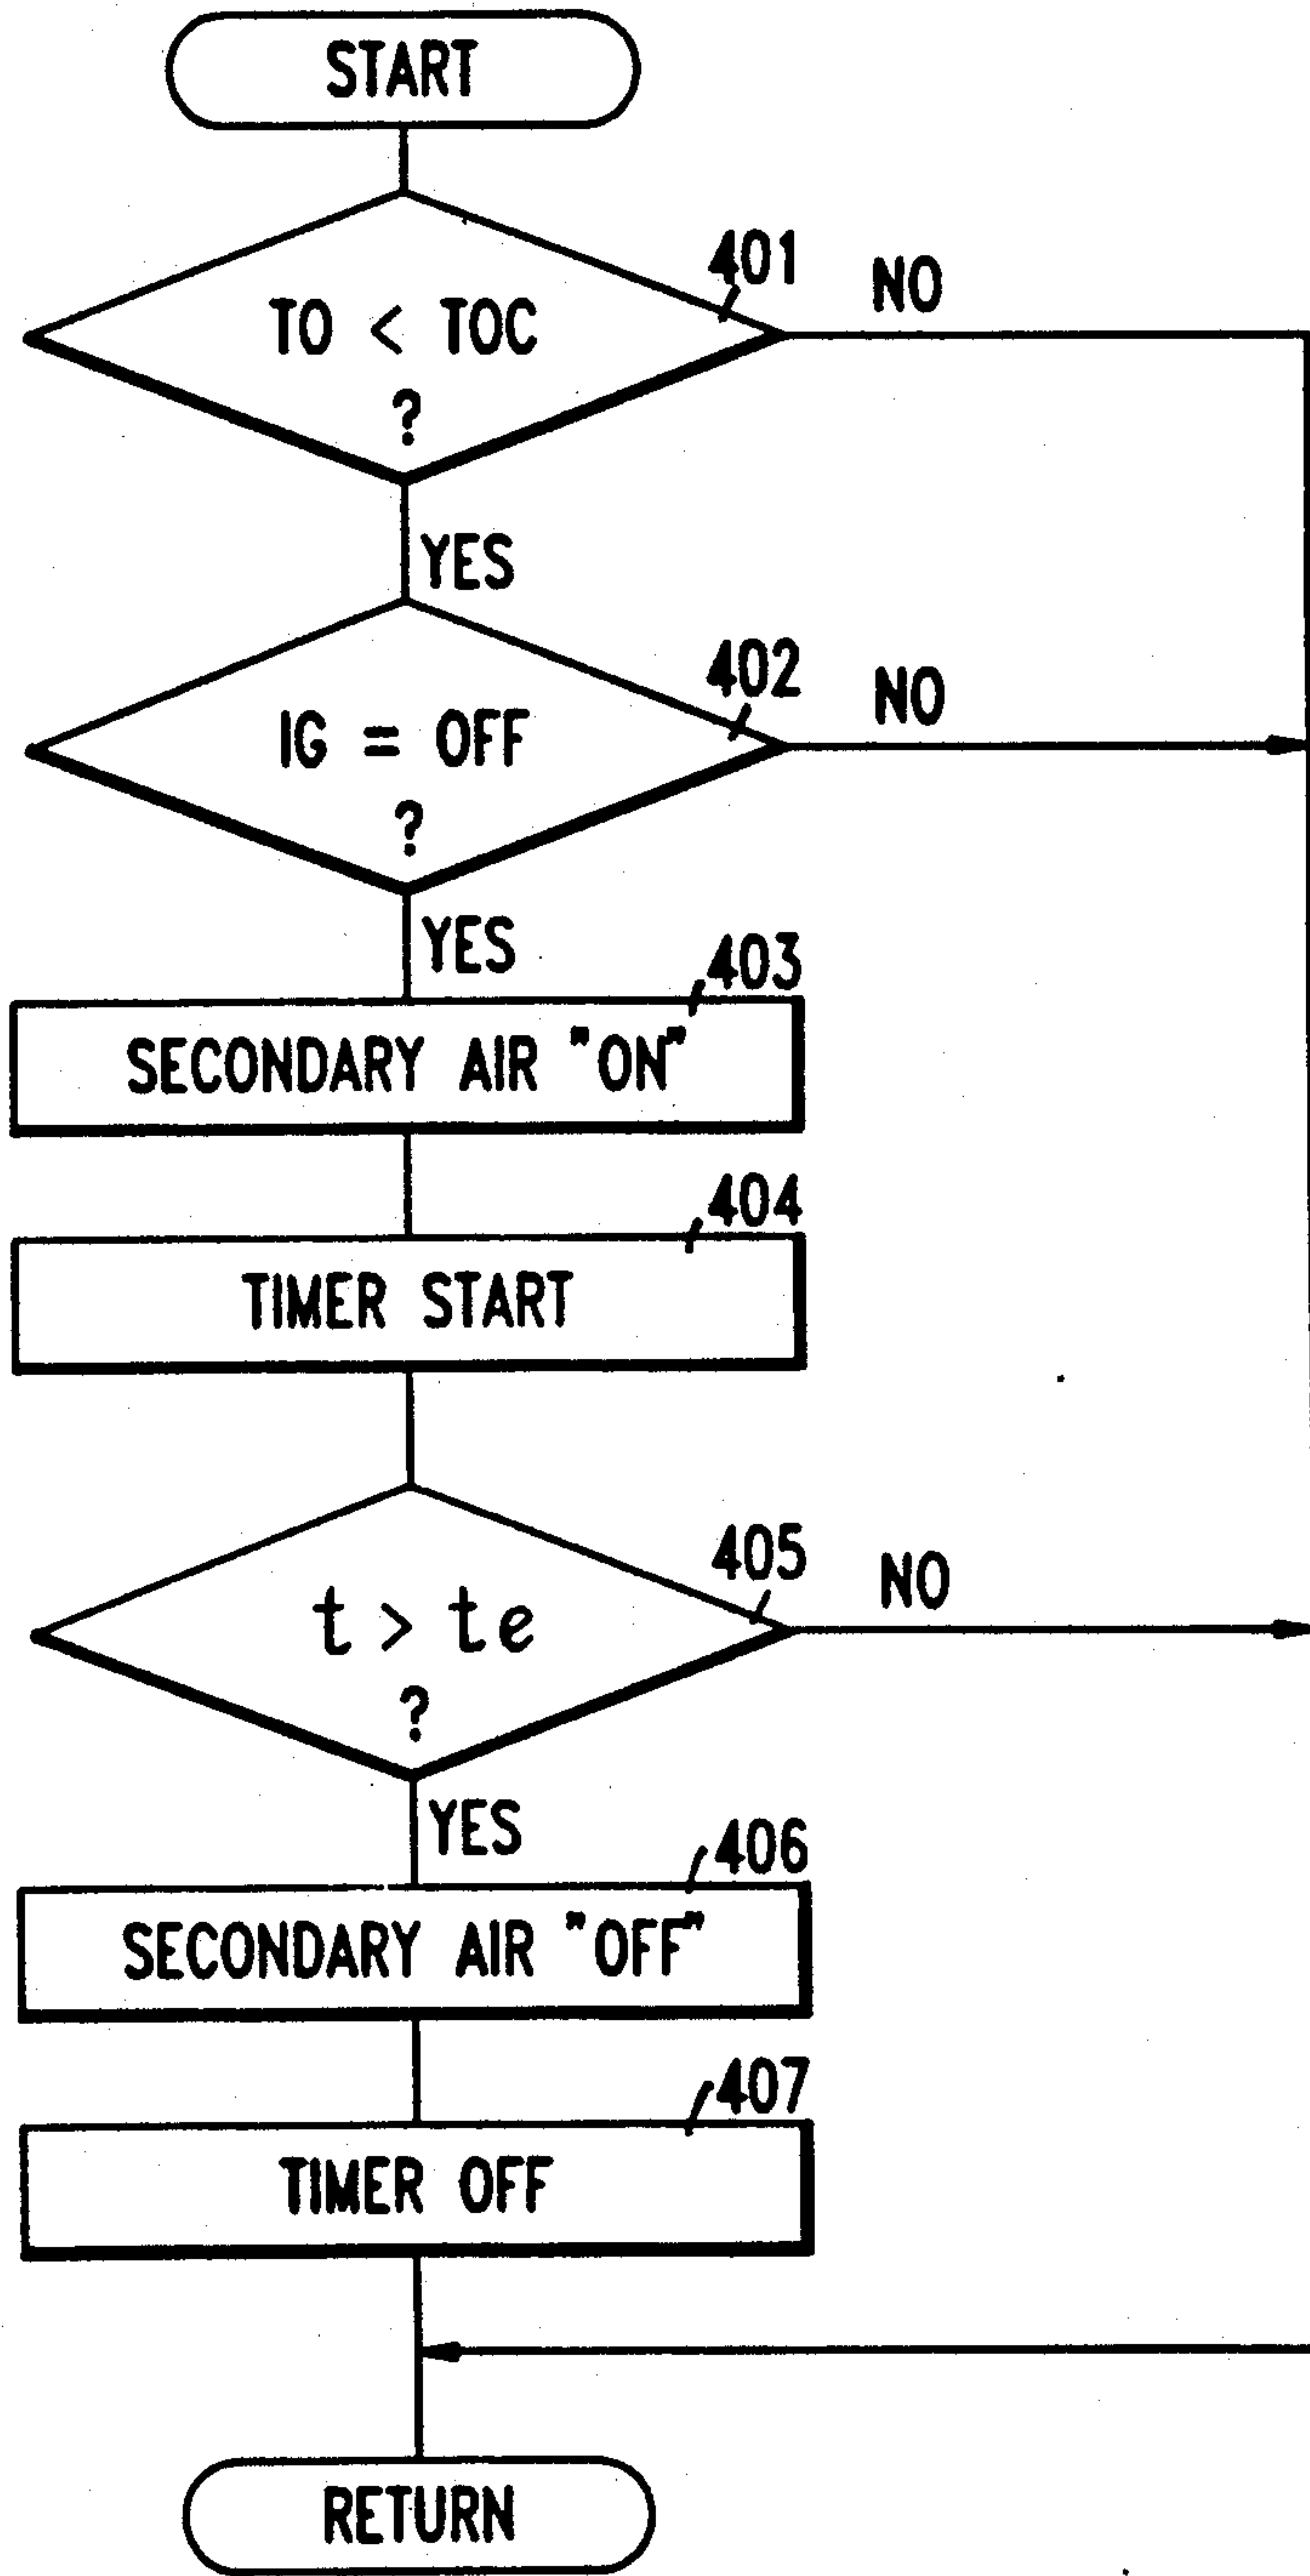 START
401
NO
TO < TOC
?
YES
402
NO
IG = OFF
?
YES
403
SECONDARY AIR "ON"
404
TIMER START
405
NO
t > te
?
YES
406
SECONDARY AIR "OFF"
407
TIMER OFF
RETURN